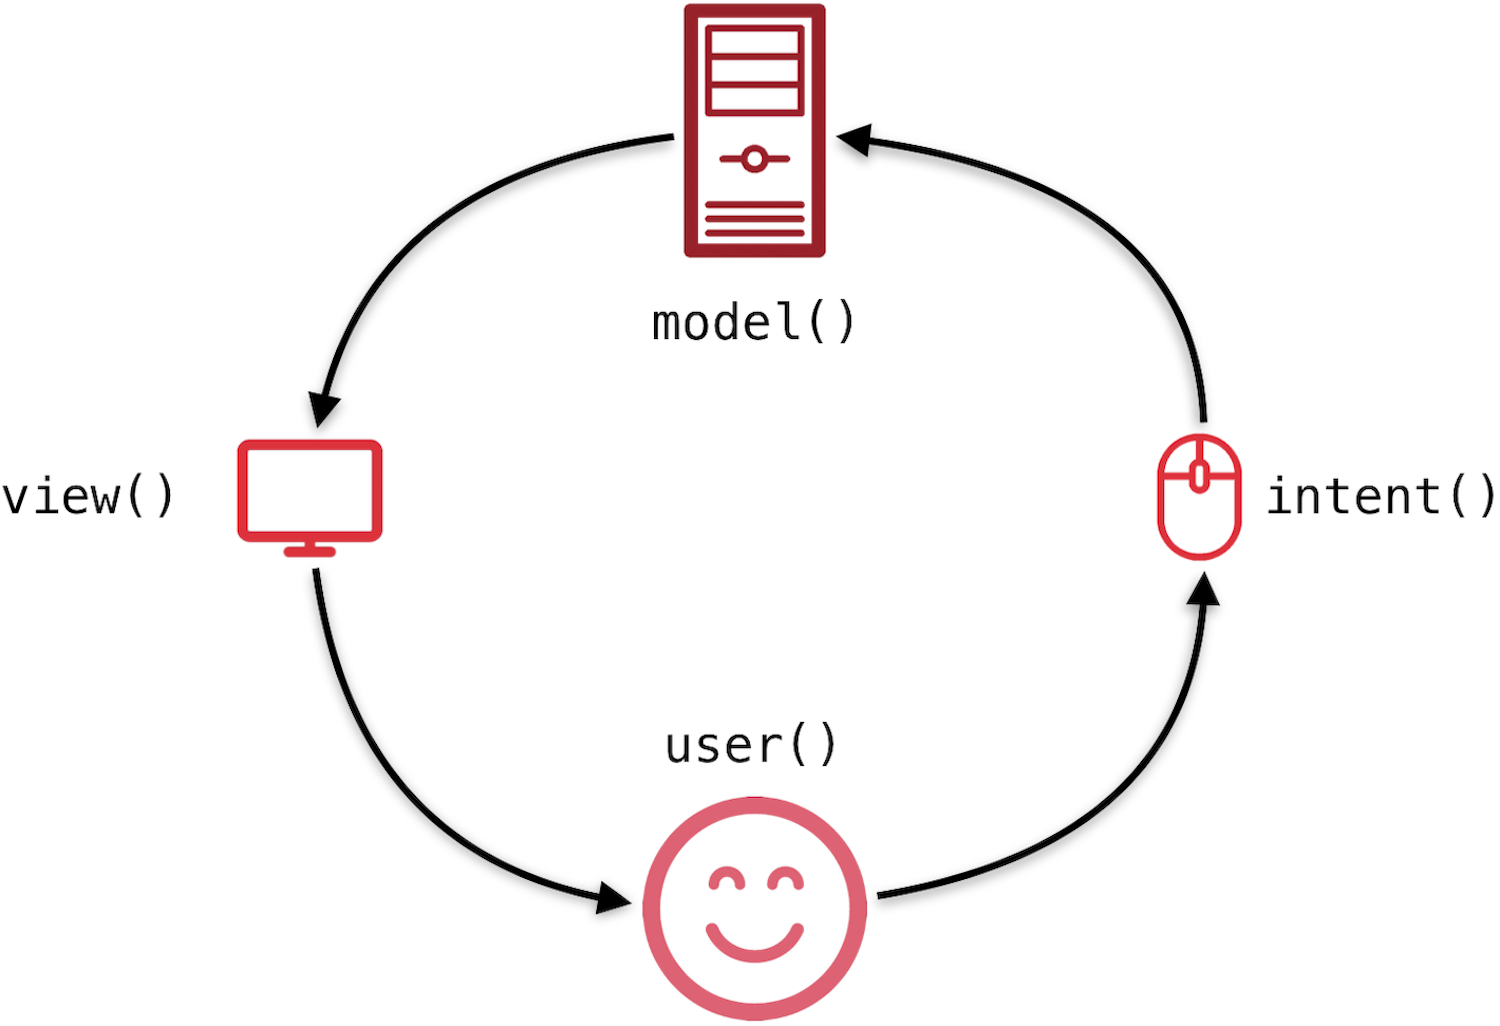 model()
view()
intent()
user()